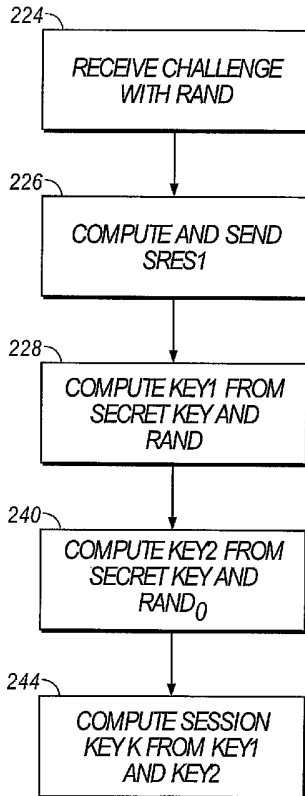 224
RECEIVE CHALLENGE
WITH RAND
226
COMPUTE AND SEND
SRES1
228
COMPUTE KEY1 FROM
SECRET KEY AND
RAND
240
COMPUTE KEY2 FROM
SECRET KEY AND
RAND0
244
COMPUTE SESSION
KEY K FROM KEY1
AND KEY2